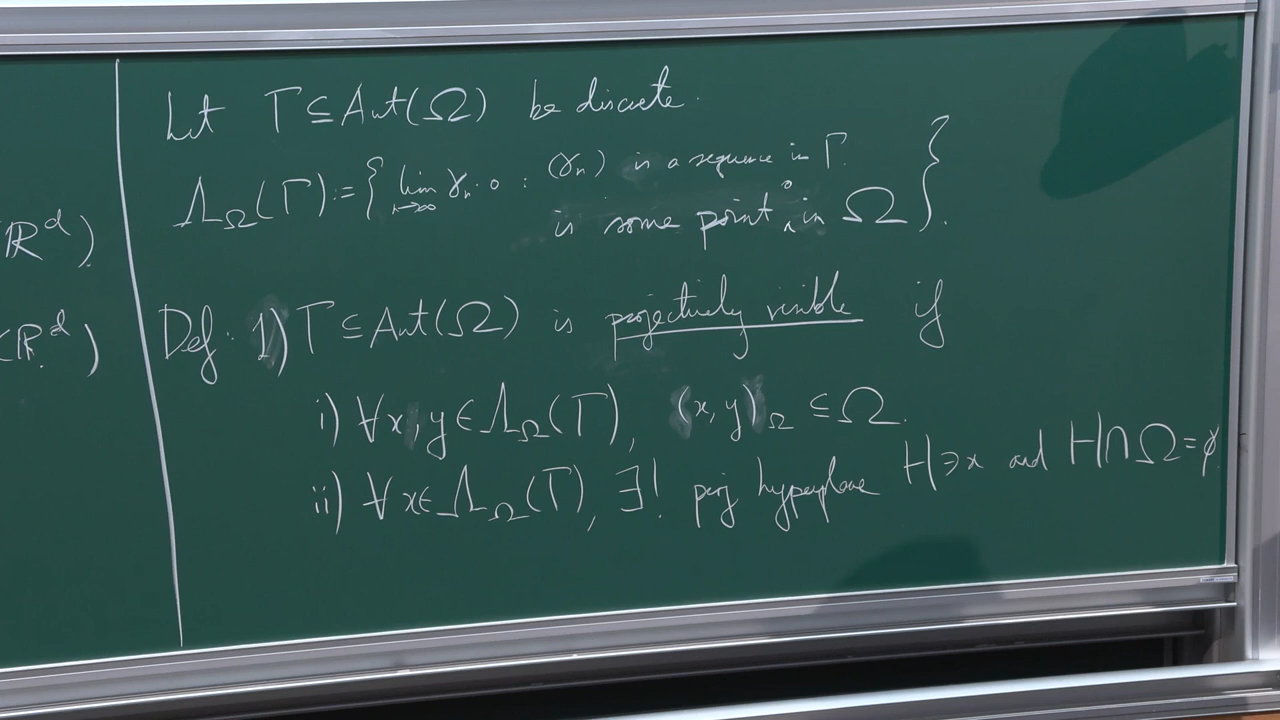 Let Γ ⊆ Aut(Ω) be discrete.
Λ_Ω(Γ) := { lim_{n→∞} γ_n · o : (γ_n) is a sequence in Γ.
o is some point in Ω }.
ℝ^d)
Def: 1) Γ ⊆ Aut(Ω) is projectively visible if
(ℝ^d)
i) ∀x, y ∈ Λ_Ω(Γ), (x, y)_Ω ⊆ Ω.
ii) ∀x ∈ Λ_Ω(Γ), ∃! proj hyperplane H ∋ x and H ∩ Ω = ∅